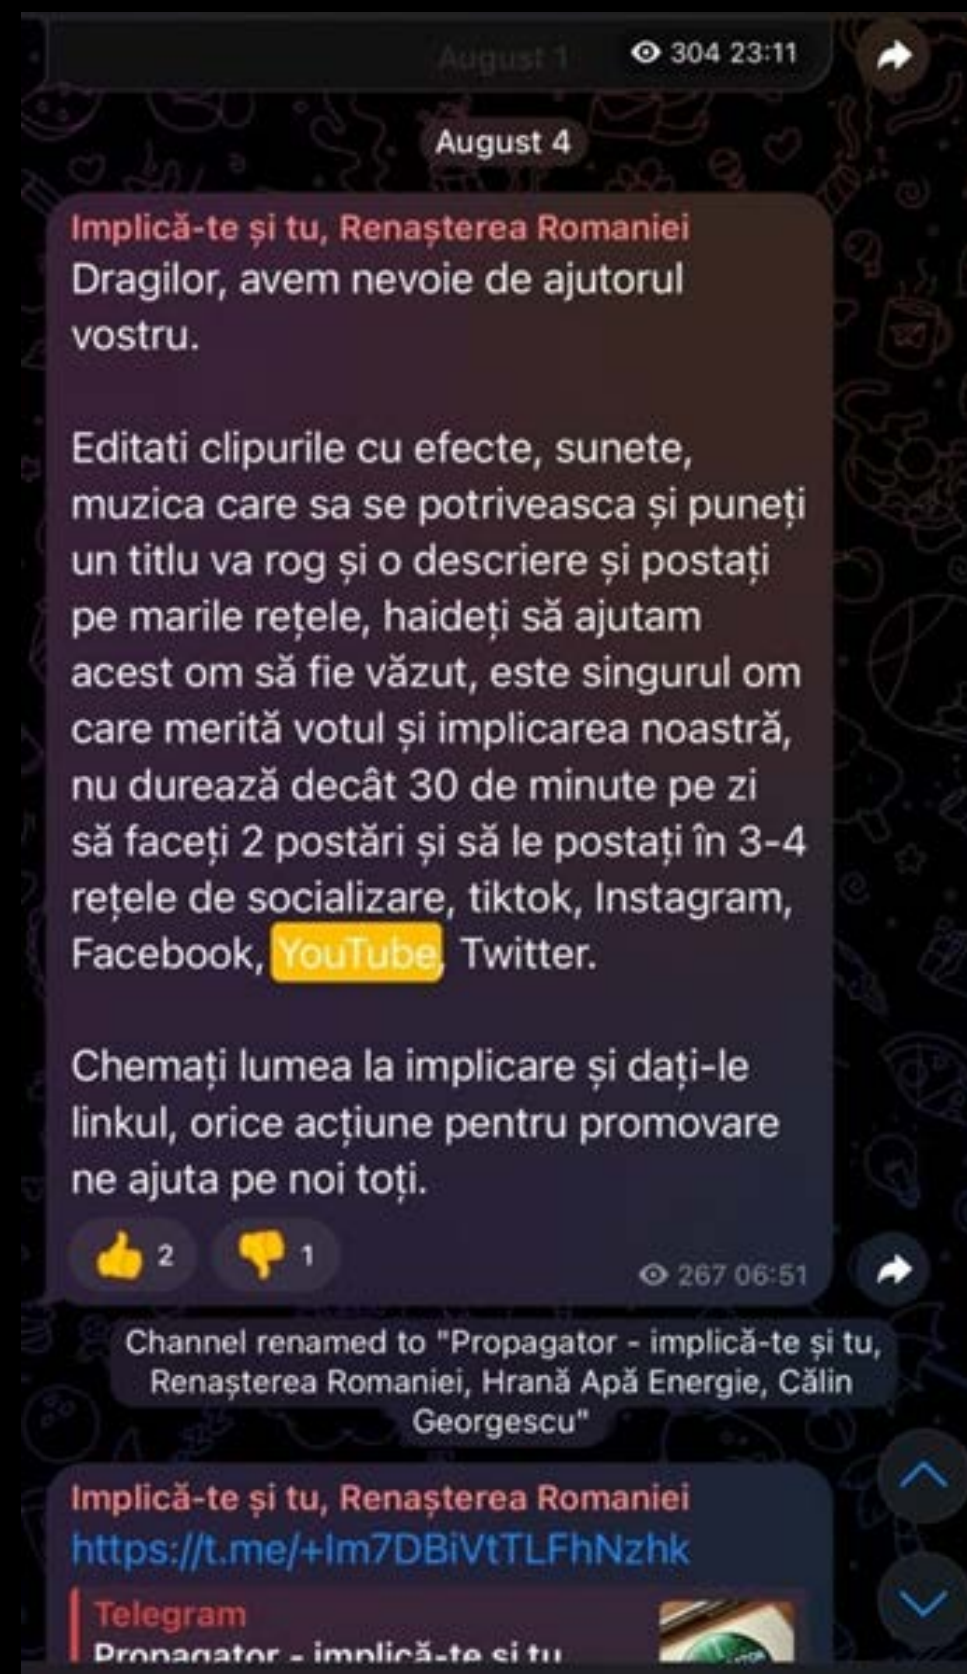 August 1
304 23:11
August 4
Implică-te și tu, Renașterea Romaniei
Dragilor, avem nevoie de ajutorul
vostru.
Editati clipurile cu efecte, sunete,
muzica care sa se potriveasca și puneți
un titlu va rog și o descriere și postați
pe marile rețele, haideți să ajutam
acest om să fie văzut, este singurul om
care merită votul și implicarea noastră,
nu durează decât 30 de minute pe zi
să faceți 2 postări și să le postați în 3-4
rețele de socializare, tiktok, Instagram,
Facebook, YouTube, Twitter.
Chemați lumea la implicare și dați-le
linkul, orice acțiune pentru promovare
ne ajuta pe noi toți.
2 1
267 06:51
Channel renamed to "Propagator - implică-te și tu,
Renașterea Romaniei, Hrană Apă Energie, Călin
Georgescu"
Implică-te și tu, Renașterea Romaniei
https://t.me/+Im7DBiVtTLFhNzhk
Telegram
Propagator - implică-te și tu